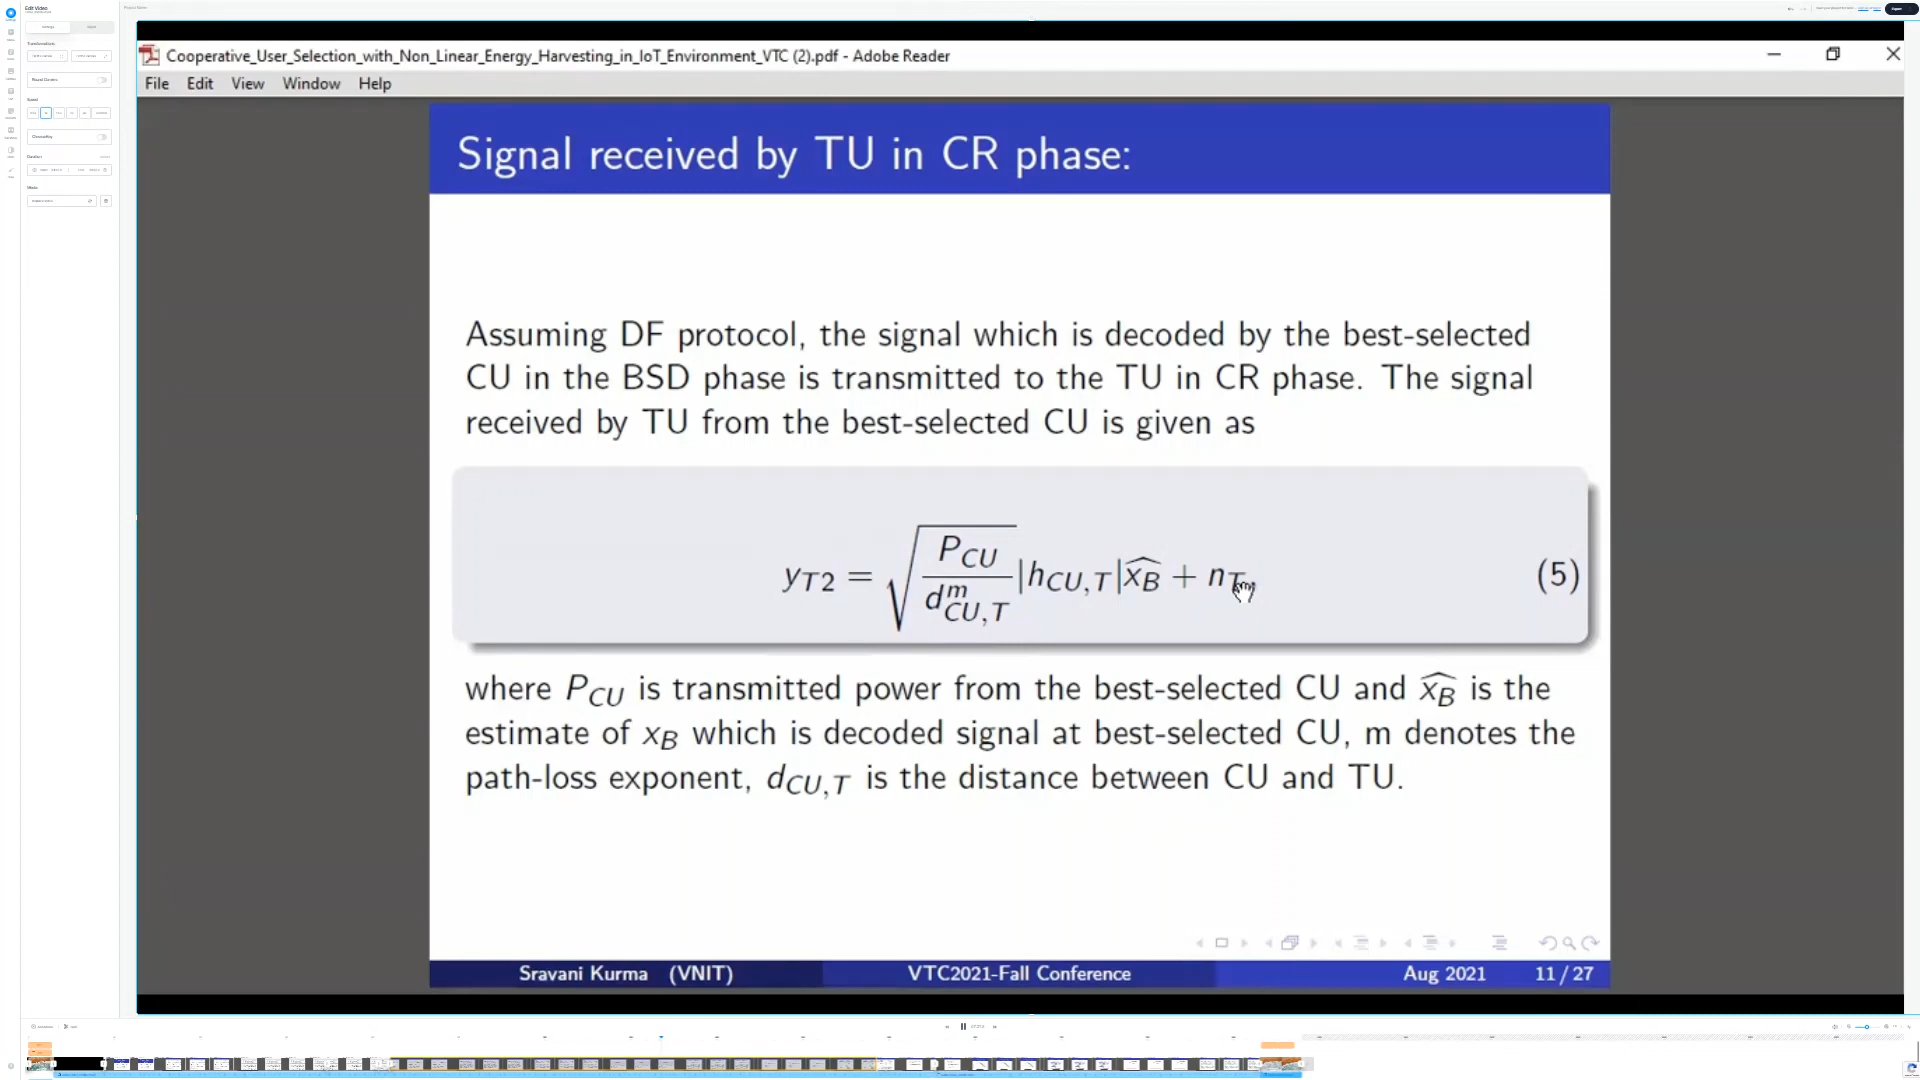 Edit Video
Cooperative_User_Selection_with_Non_Linear_Energy_Harvesting_in_IoT_Environment_VTC (2).pdf - Adobe Reader
File Edit View Window Help
Signal received by TU in CR phase:
Assuming DF protocol, the signal which is decoded by the best-selected
CU in the BSD phase is transmitted to the TU in CR phase. The signal
received by TU from the best-selected CU is given as
y_{T2} = \sqrt{\frac{P_{CU}}{d^m_{CU,T}}}|h_{CU,T}|\widehat{x_B} + n_T, (5)
where P_{CU} is transmitted power from the best-selected CU and \widehat{x_B} is the
estimate of x_B which is decoded signal at best-selected CU, m denotes the
path-loss exponent, d_{CU,T} is the distance between CU and TU.
Sravani Kurma (VNIT) VTC2021-Fall Conference Aug 2021 11 / 27